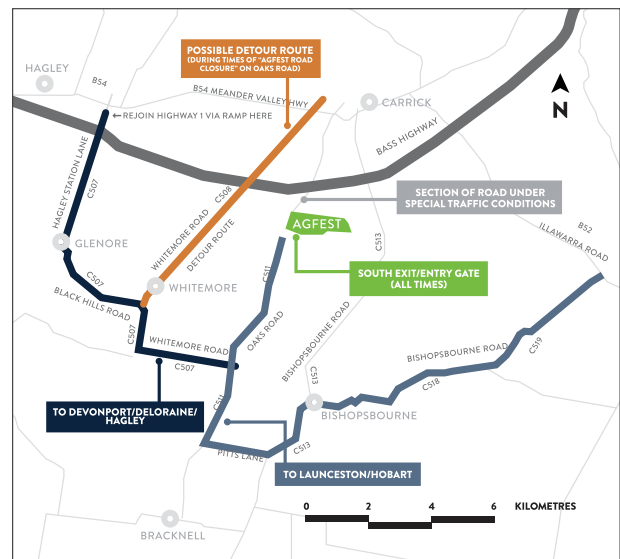 POSSIBLE DETOUR ROUTE
(DURING TIMES OF "AGFEST ROAD
CLOSURE" ON OAKS ROAD)
HAGLEY
B54
B54 MEANDER VALLEY HWY
CARRICK
N
←REJOIN HIGHWAY 1 VIA RAMP HERE
BASS HIGHWAY
HAGLEY STATION LANE
C507
C508
WHITEMORE ROAD
DETOUR ROUTE
SECTION OF ROAD UNDER
SPECIAL TRAFFIC CONDITIONS
AGFEST
C513
B52
ILLAWARRA ROAD
GLENORE
SOUTH EXIT/ENTRY GATE
(ALL TIMES)
C511
C507
WHITEMORE
BLACK HILLS ROAD
OAKS ROAD
BISHOPSBOURNE ROAD
C507
WHITEMORE ROAD
C507
BISHOPSBOURNE ROAD
C519
C513
C518
C511
TO DEVONPORT/DELORAINE/
HAGLEY
BISHOPSBOURNE
PITTS LANE
C513
TO LAUNCESTON/HOBART
BRACKNELL
0 2 4 6 KILOMETRES